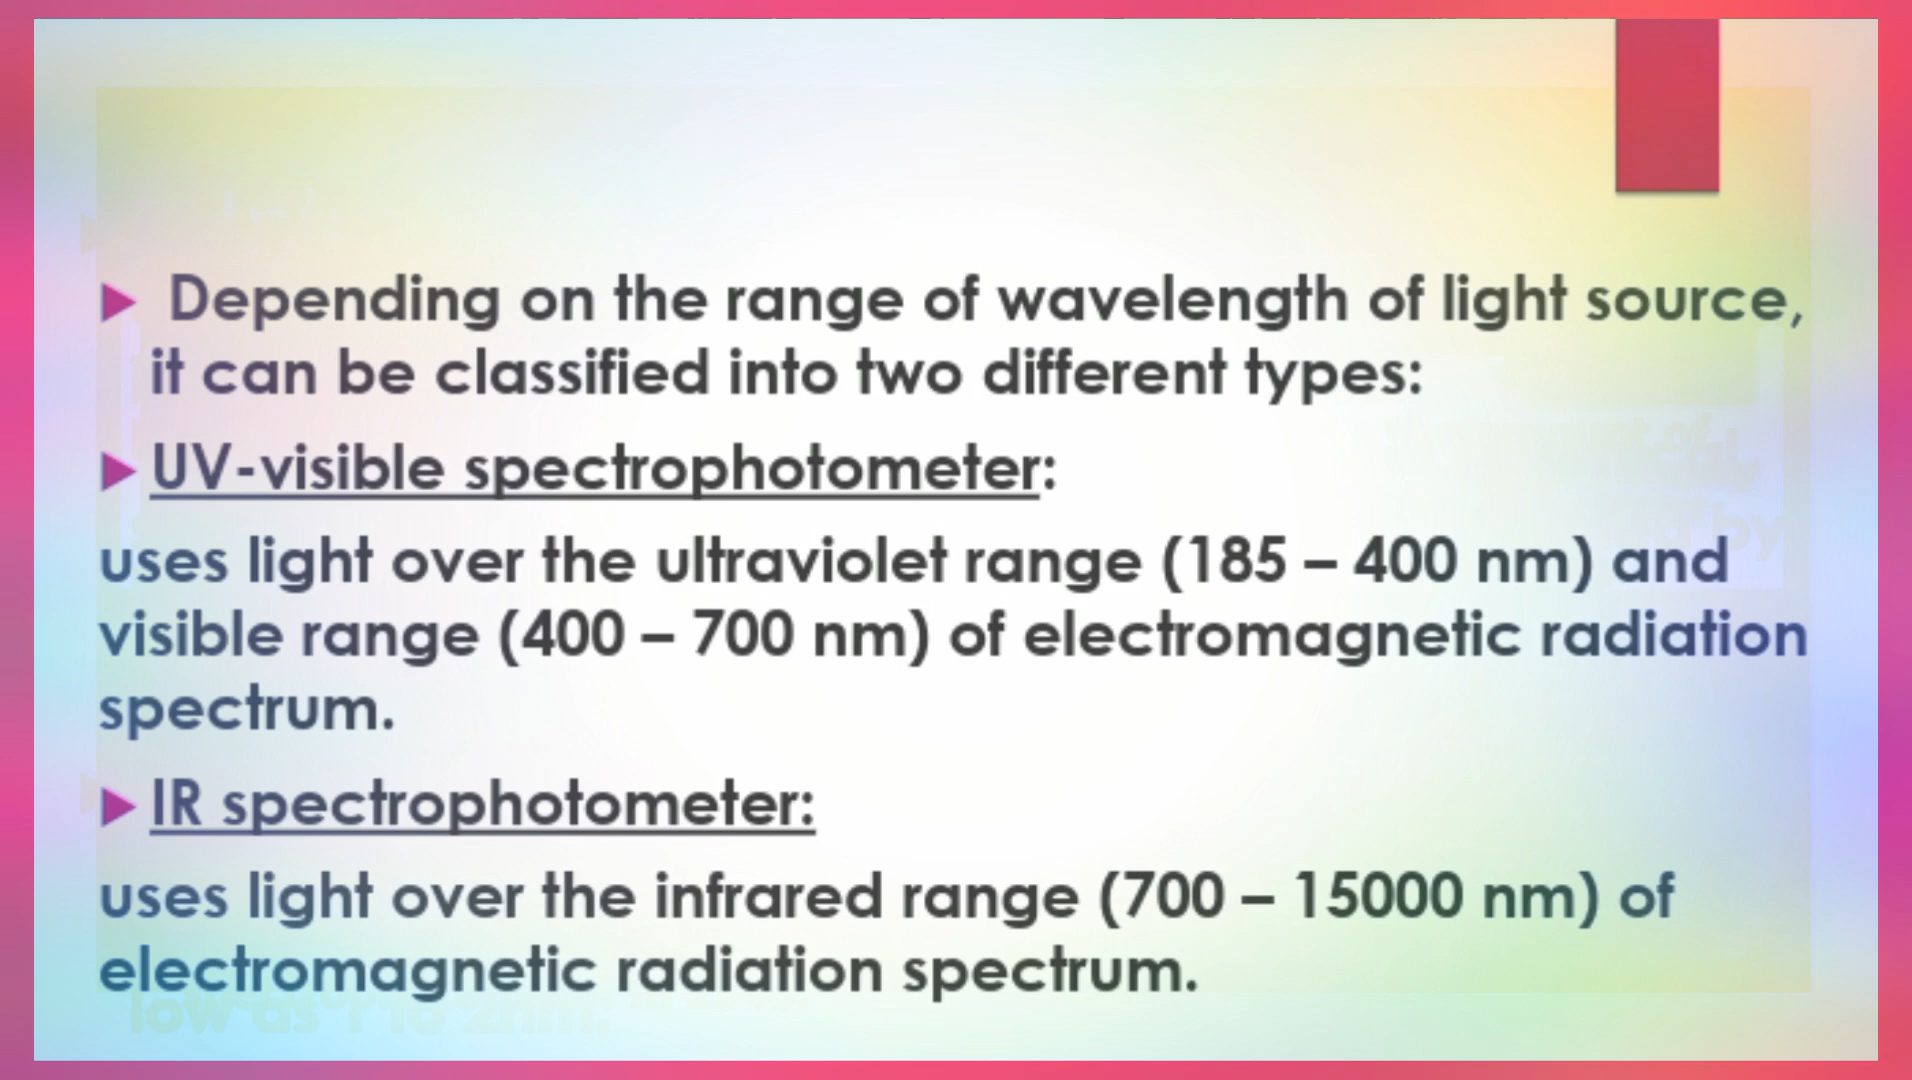 Depending on the range of wavelength of light source,
it can be classified into two different types:
UV-visible spectrophotometer:
uses light over the ultraviolet range (185 – 400 nm) and
visible range (400 – 700 nm) of electromagnetic radiation
spectrum.
IR spectrophotometer:
uses light over the infrared range (700 – 15000 nm) of
electromagnetic radiation spectrum.